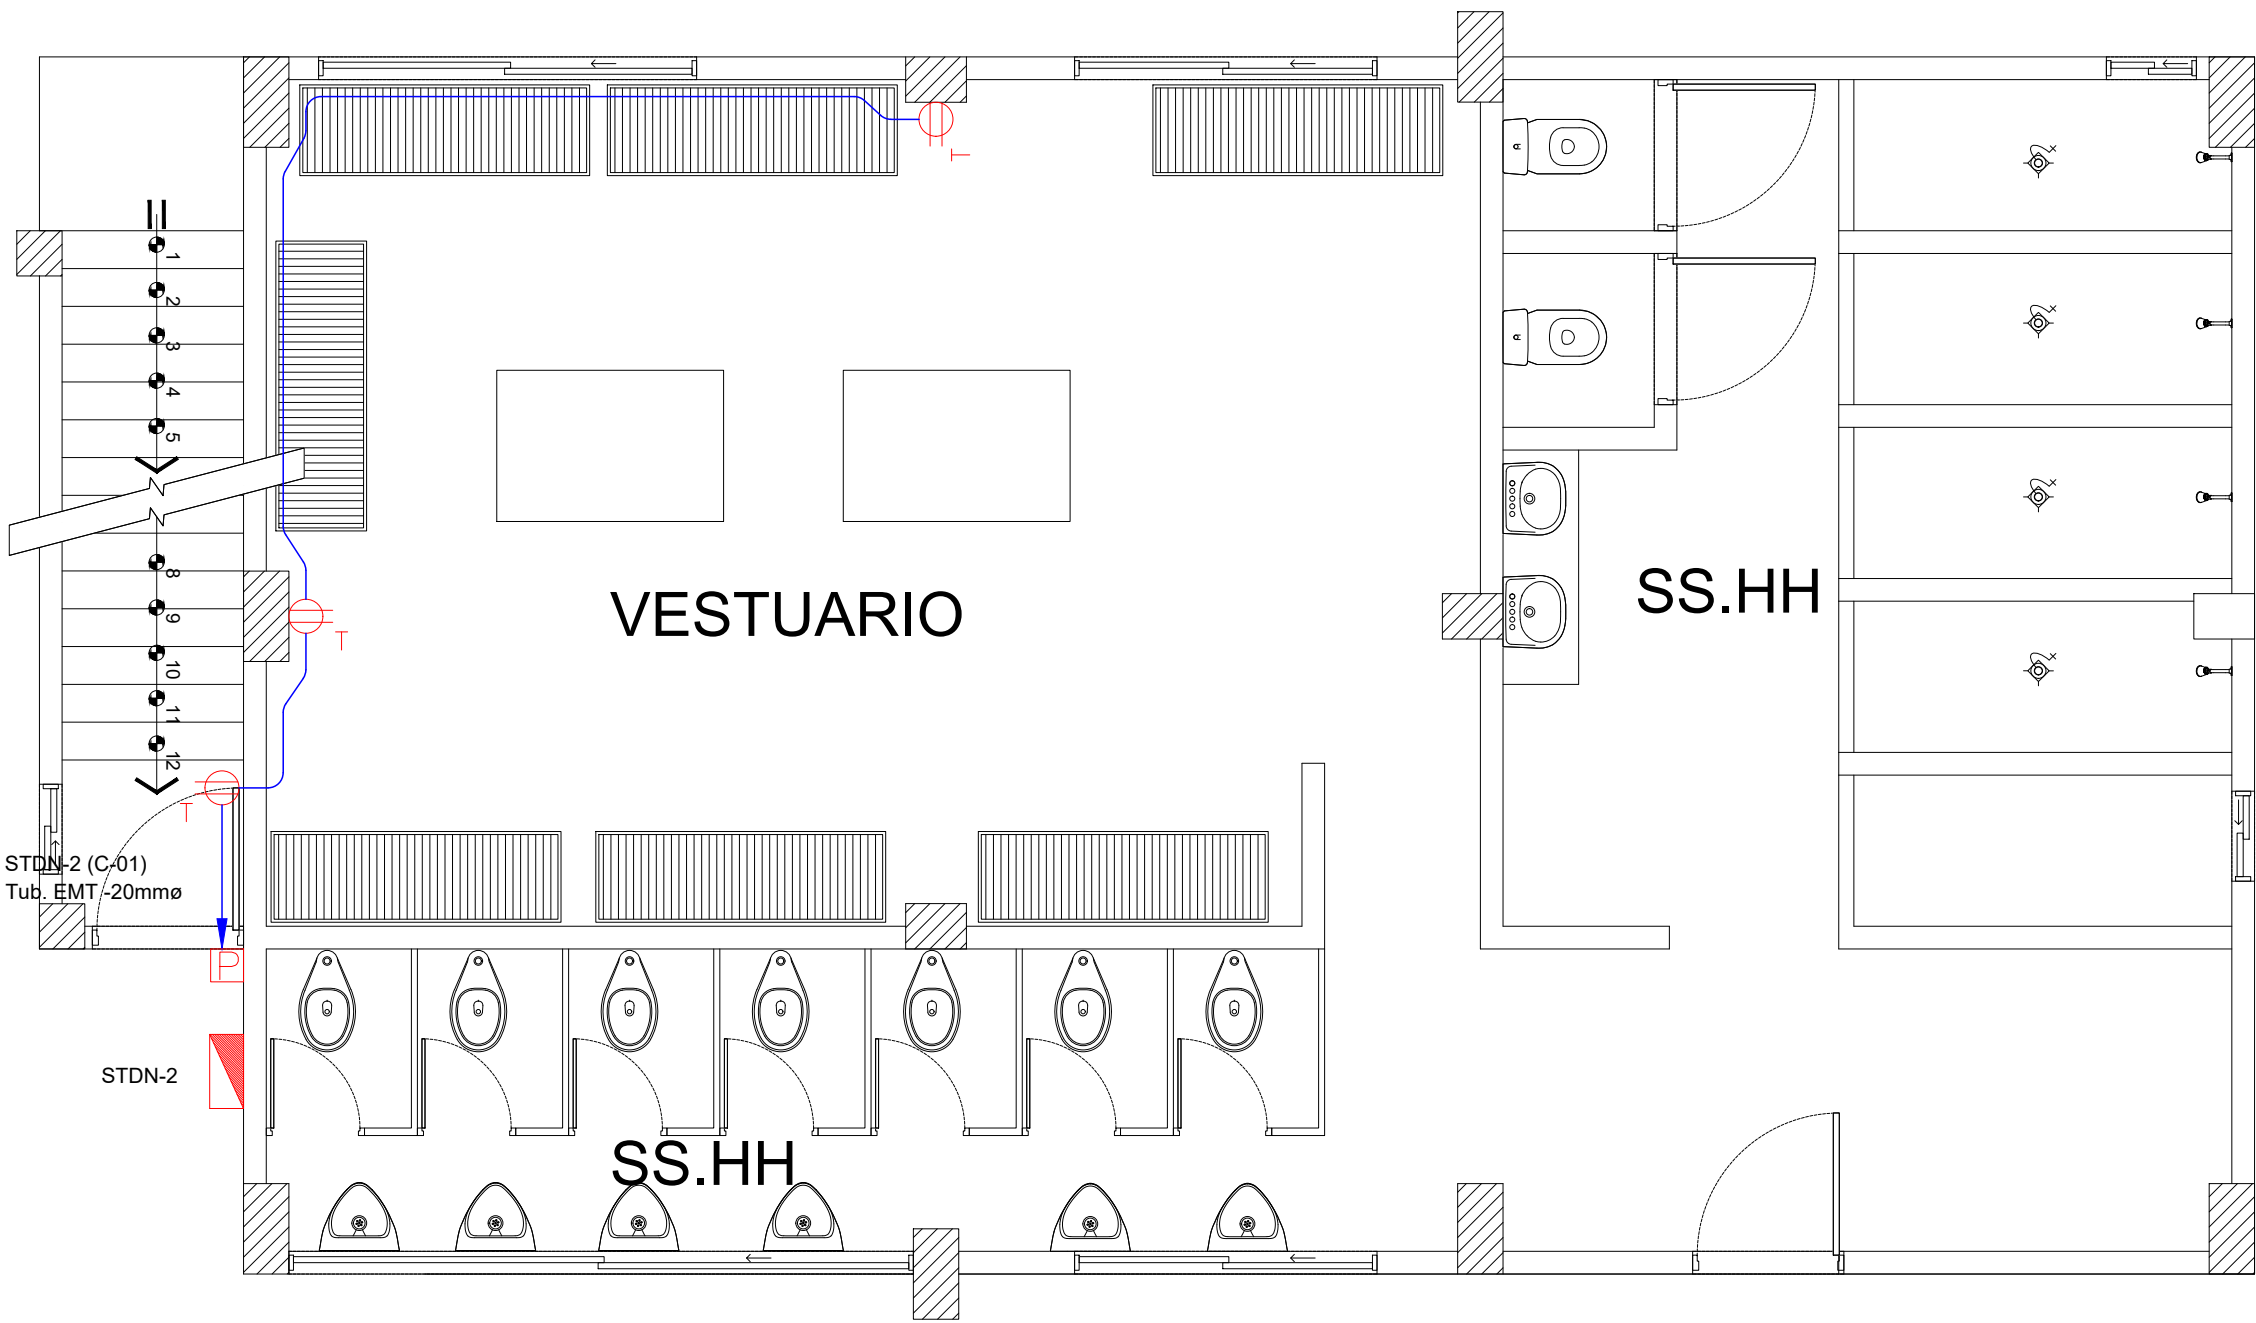 1
2
3
4
5
8
9
10
11
12
T
T
T
VESTUARIO
SS.HH
STDN-2 (C-01)
Tub. EMT -20mmø
P
STDN-2
SS.HH